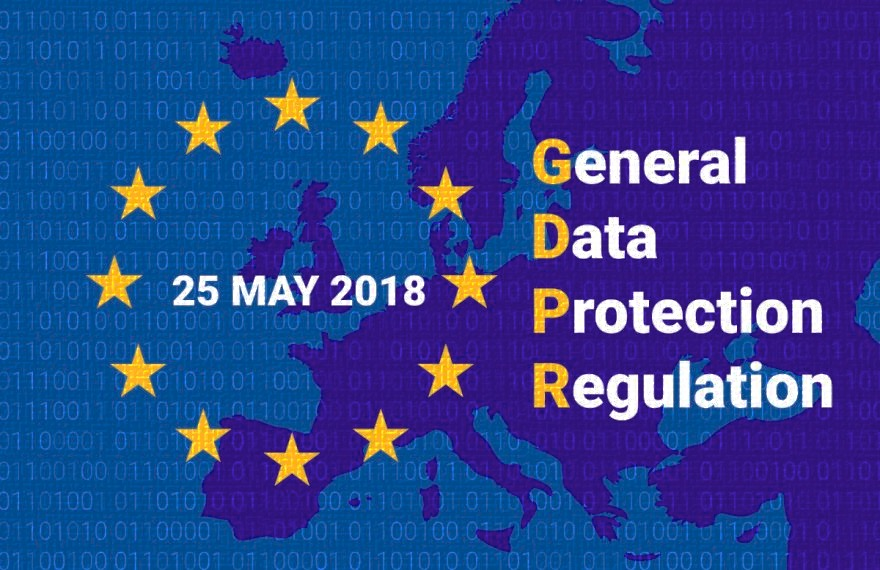 25 MAY 2018
General
Data
Protection
Regulation